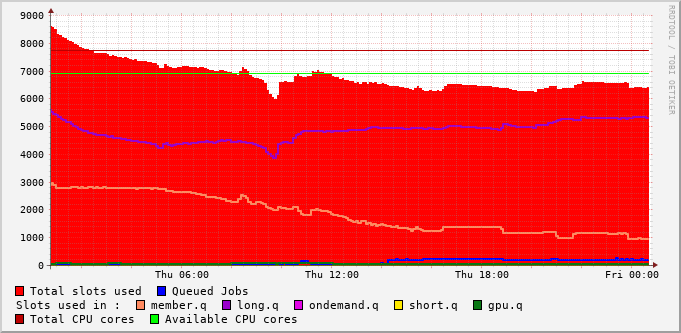 9000
8000
7000
6000
5000
4000
3000
2000
1000
0
Thu 06:00 Thu 12:00 Thu 18:00 Fri 00:00
RRDTOOL / TOBI OETIKER
Total slots used Queued Jobs
Slots used in : member.q long.q ondemand.q short.q gpu.q
Total CPU cores Available CPU cores